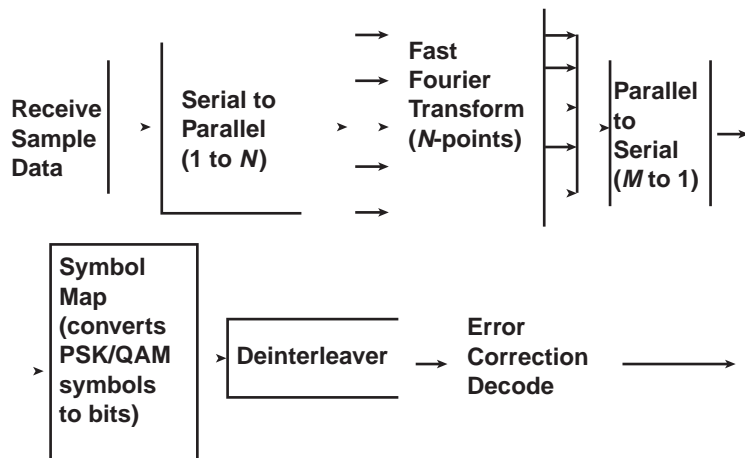 Receive
Sample
Data
Serial to
Parallel
(1 to N)
Fast
Fourier
Transform
(N-points)
Parallel
to
Serial
(M to 1)
Symbol
Map
(converts
PSK/QAM
symbols
to bits)
Deinterleaver
Error
Correction
Decode